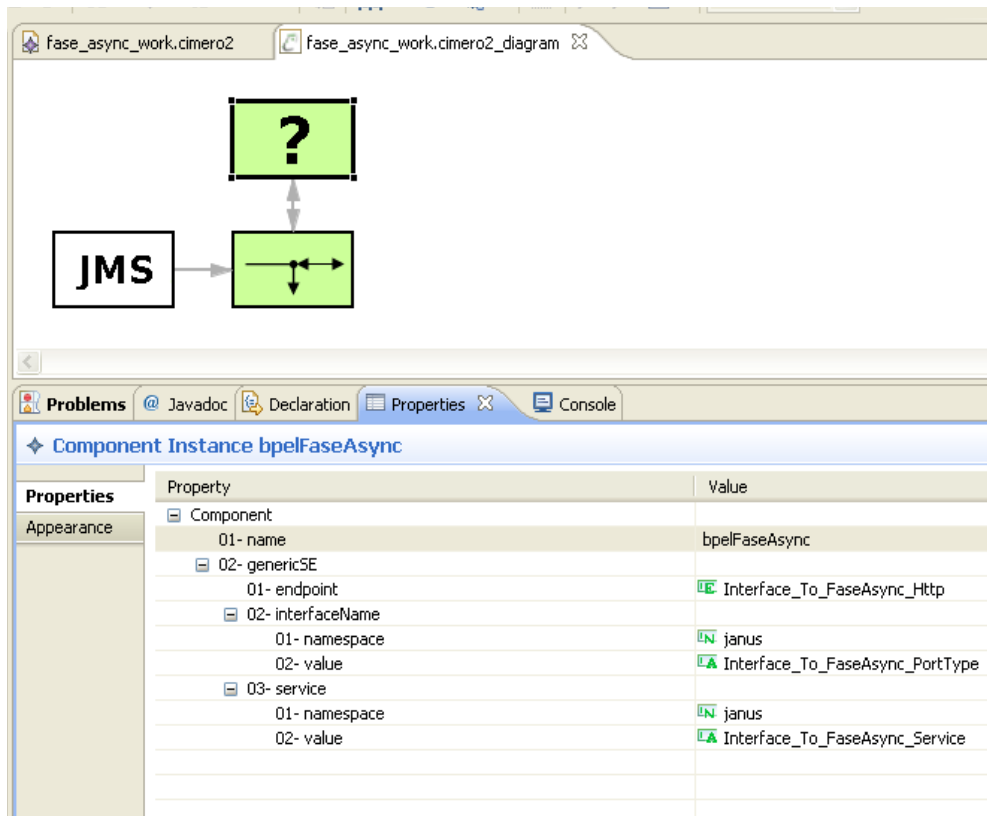 fase_async_work.cimero2 fase_async_work.cimero2_diagram
?
JMS
Problems @ Javadoc Declaration Properties Console
Component Instance bpelFaseAsync
Properties
Appearance
Property Value
Component
01- name bpelFaseAsync
02- genericSE
01- endpoint Interface_To_FaseAsync_Http
02- interfaceName
01- namespace janus
02- value Interface_To_FaseAsync_PortType
03- service
01- namespace janus
02- value Interface_To_FaseAsync_Service